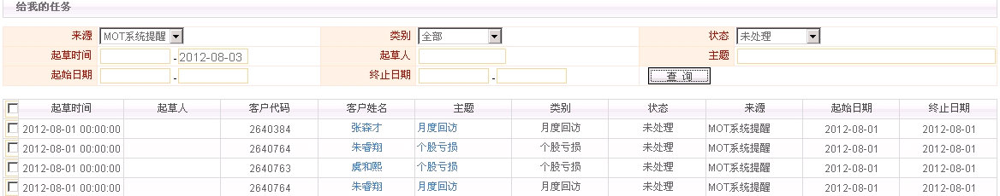 给我的任务
来源 MOT系统提醒 类别 全部 状态 未处理
起草时间 -2012-08-03 起草人 主题
起始日期 - 终止日期 - 查 询
起草时间 起草人 客户代码 客户姓名 主题 类别 状态 来源 起始日期 终止日期
2012-08-01 00:00:00 2640384 张森才 月度回访 月度回访 未处理 MOT系统提醒 2012-08-01 2012-08-01
2012-08-01 00:00:00 2640764 朱睿翔 个股亏损 个股亏损 未处理 MOT系统提醒 2012-08-01 2012-08-01
2012-08-01 00:00:00 2640763 虞和熙 个股亏损 个股亏损 未处理 MOT系统提醒 2012-08-01 2012-08-01
2012-08-01 00:00:00 2640764 朱睿翔 月度回访 月度回访 未处理 MOT系统提醒 2012-08-01 2012-08-01